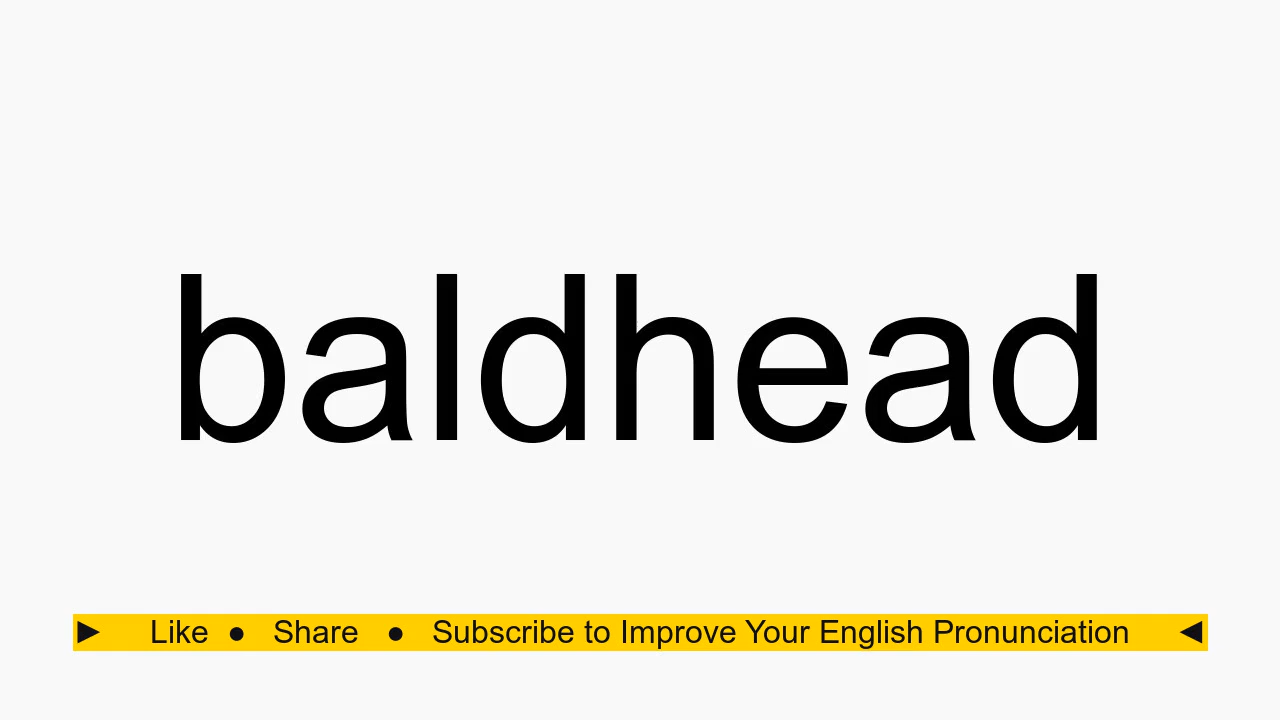 baldhead
► Like ● Share ● Subscribe to Improve Your English Pronunciation ◄